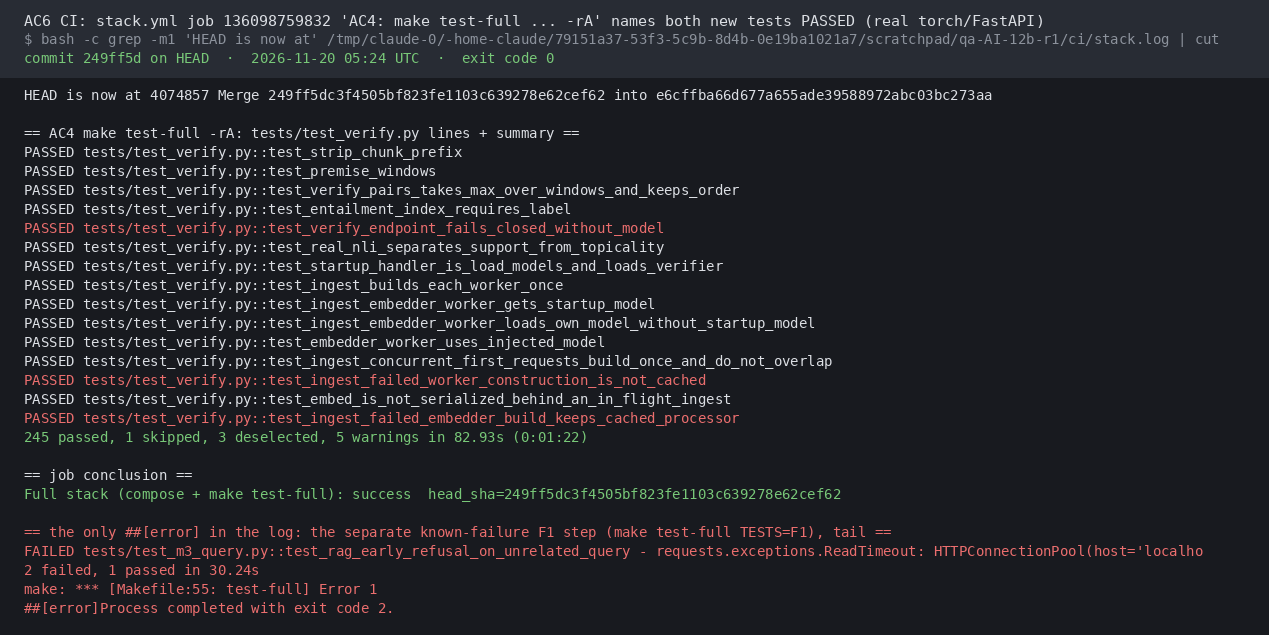 AC6 CI: stack.yml job 136098759832 'AC4: make test-full ... -rA' names both new tests PASSED (real torch/FastAPI)
$ bash -c grep -m1 'HEAD is now at' /tmp/claude-0/-home-claude/79151a37-53f3-5c9b-8d4b-0e19ba1021a7/scratchpad/qa-AI-12b-r1/ci/stack.log | cut
commit 249ff5d on HEAD · 2026-11-20 05:24 UTC · exit code 0
HEAD is now at 4074857 Merge 249ff5dc3f4505bf823fe1103c639278e62cef62 into e6cffba66d677a655ade39588972abc03bc273aa
== AC4 make test-full -rA: tests/test_verify.py lines + summary ==
PASSED tests/test_verify.py::test_strip_chunk_prefix
PASSED tests/test_verify.py::test_premise_windows
PASSED tests/test_verify.py::test_verify_pairs_takes_max_over_windows_and_keeps_order
PASSED tests/test_verify.py::test_entailment_index_requires_label
PASSED tests/test_verify.py::test_verify_endpoint_fails_closed_without_model
PASSED tests/test_verify.py::test_real_nli_separates_support_from_topicality
PASSED tests/test_verify.py::test_startup_handler_is_load_models_and_loads_verifier
PASSED tests/test_verify.py::test_ingest_builds_each_worker_once
PASSED tests/test_verify.py::test_ingest_embedder_worker_gets_startup_model
PASSED tests/test_verify.py::test_ingest_embedder_worker_loads_own_model_without_startup_model
PASSED tests/test_verify.py::test_embedder_worker_uses_injected_model
PASSED tests/test_verify.py::test_ingest_concurrent_first_requests_build_once_and_do_not_overlap
PASSED tests/test_verify.py::test_ingest_failed_worker_construction_is_not_cached
PASSED tests/test_verify.py::test_embed_is_not_serialized_behind_an_in_flight_ingest
PASSED tests/test_verify.py::test_ingest_failed_embedder_build_keeps_cached_processor
245 passed, 1 skipped, 3 deselected, 5 warnings in 82.93s (0:01:22)
== job conclusion ==
Full stack (compose + make test-full): success head_sha=249ff5dc3f4505bf823fe1103c639278e62cef62
== the only ##[error] in the log: the separate known-failure F1 step (make test-full TESTS=F1), tail ==
FAILED tests/test_m3_query.py::test_rag_early_refusal_on_unrelated_query - requests.exceptions.ReadTimeout: HTTPConnectionPool(host='localho
2 failed, 1 passed in 30.24s
make: *** [Makefile:55: test-full] Error 1
##[error]Process completed with exit code 2.